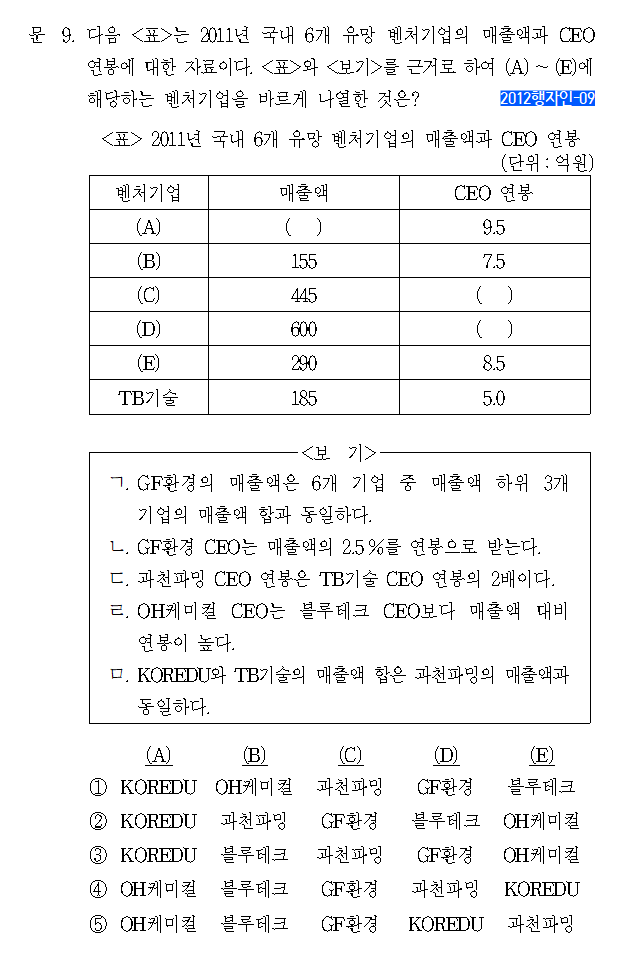 문 9. 다음 <표>는 2011년 국내 6개 유망 벤처기업의 매출액과 CEO
연봉에 대한 자료이다. <표>와 <보기>를 근거로 하여 (A) ~ (E)에
해당하는 벤처기업을 바르게 나열한 것은? 2012행자인-09
<표> 2011년 국내 6개 유망 벤처기업의 매출액과 CEO 연봉
(단위 : 억원)
벤처기업 매출액 CEO 연봉
(A) ( ) 9.5
(B) 155 7.5
(C) 445 ( )
(D) 600 ( )
(E) 290 8.5
TB기술 185 5.0
<보 기>
ㄱ. GF환경의 매출액은 6개 기업 중 매출액 하위 3개
기업의 매출액 합과 동일하다.
ㄴ. GF환경 CEO는 매출액의 2.5%를 연봉으로 받는다.
ㄷ. 과천파밍 CEO 연봉은 TB기술 CEO 연봉의 2배이다.
ㄹ. OH케미컬 CEO는 블루테크 CEO보다 매출액 대비
연봉이 높다.
ㅁ. KOREDU와 TB기술의 매출액 합은 과천파밍의 매출액과
동일하다.
(A) (B) (C) (D) (E)
① KOREDU OH케미컬 과천파밍 GF환경 블루테크
② KOREDU 과천파밍 GF환경 블루테크 OH케미컬
③ KOREDU 블루테크 과천파밍 GF환경 OH케미컬
④ OH케미컬 블루테크 GF환경 과천파밍 KOREDU
⑤ OH케미컬 블루테크 GF환경 KOREDU 과천파밍